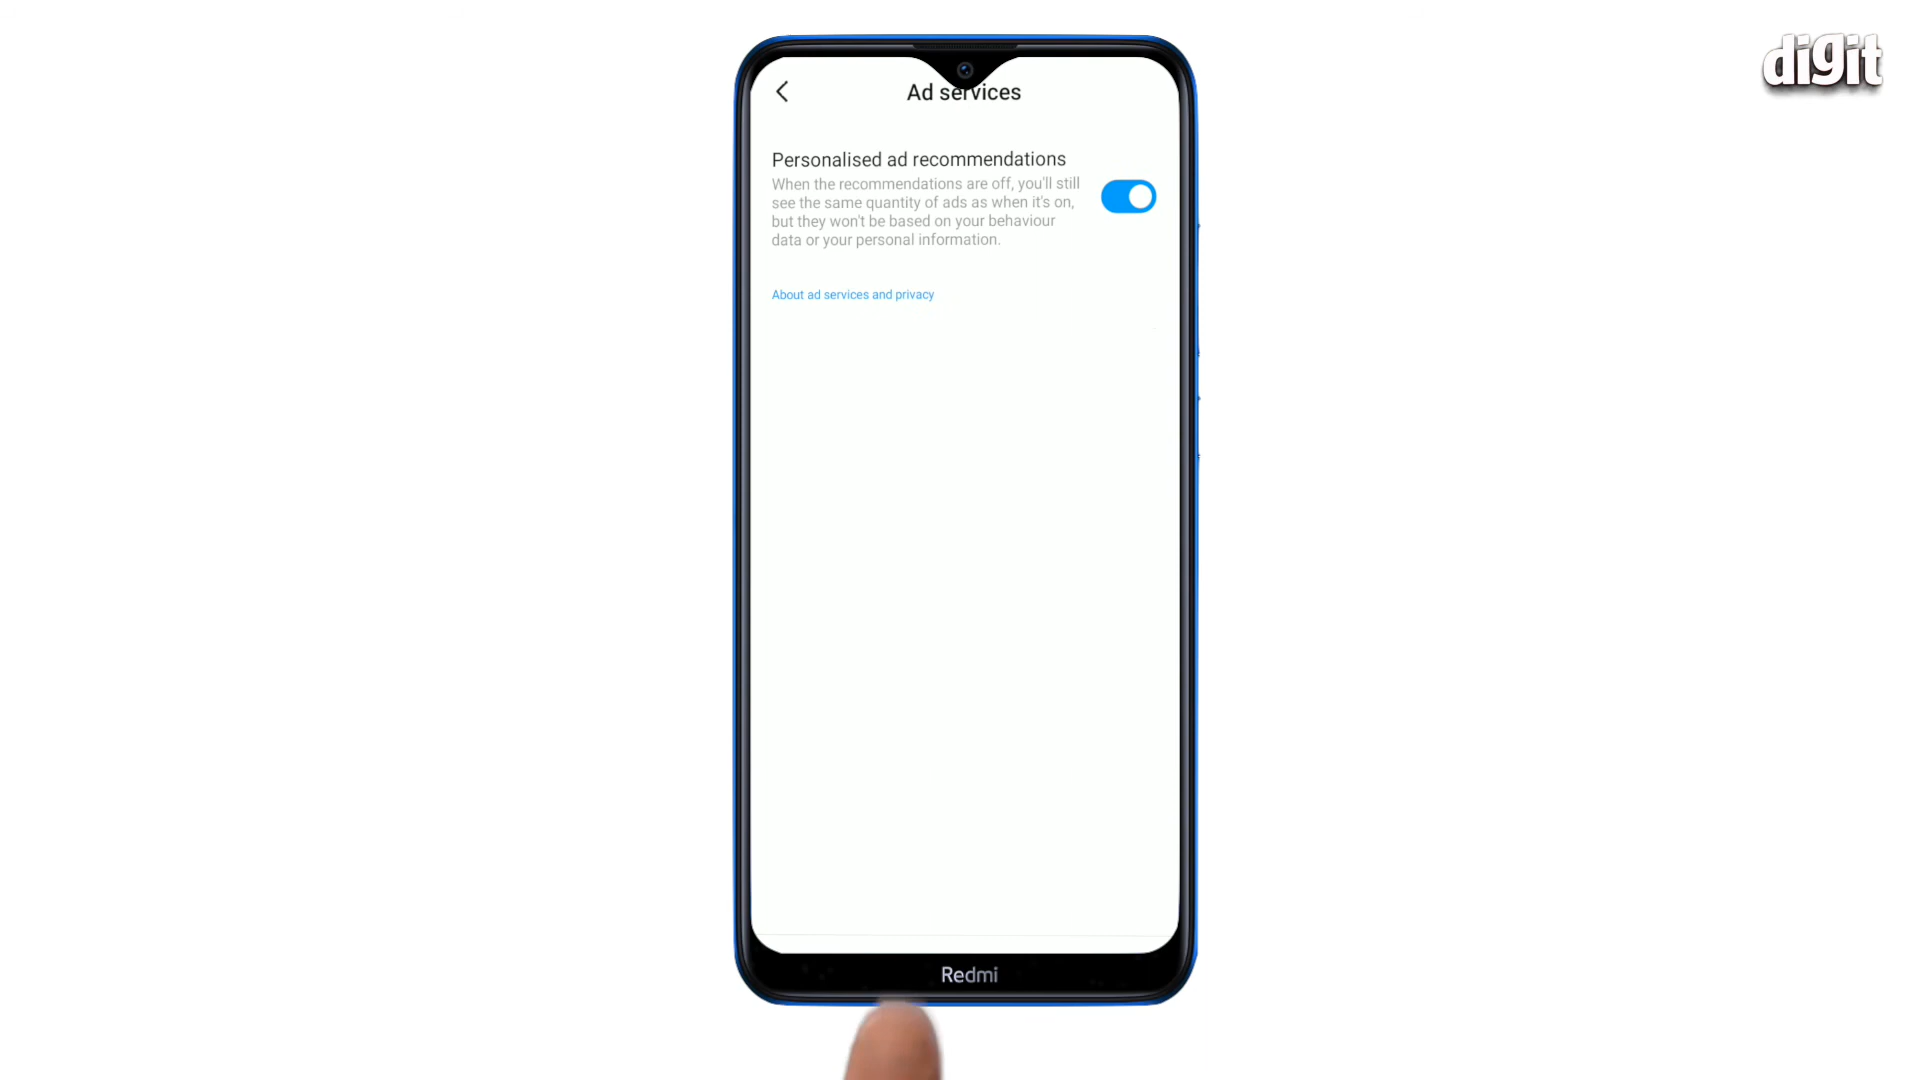 digit
Ad services
Personalised ad recommendations
When the recommendations are off, you'll still
see the same quantity of ads as when it's on,
but they won't be based on your behaviour
data or your personal information.
About ad services and privacy
Redmi